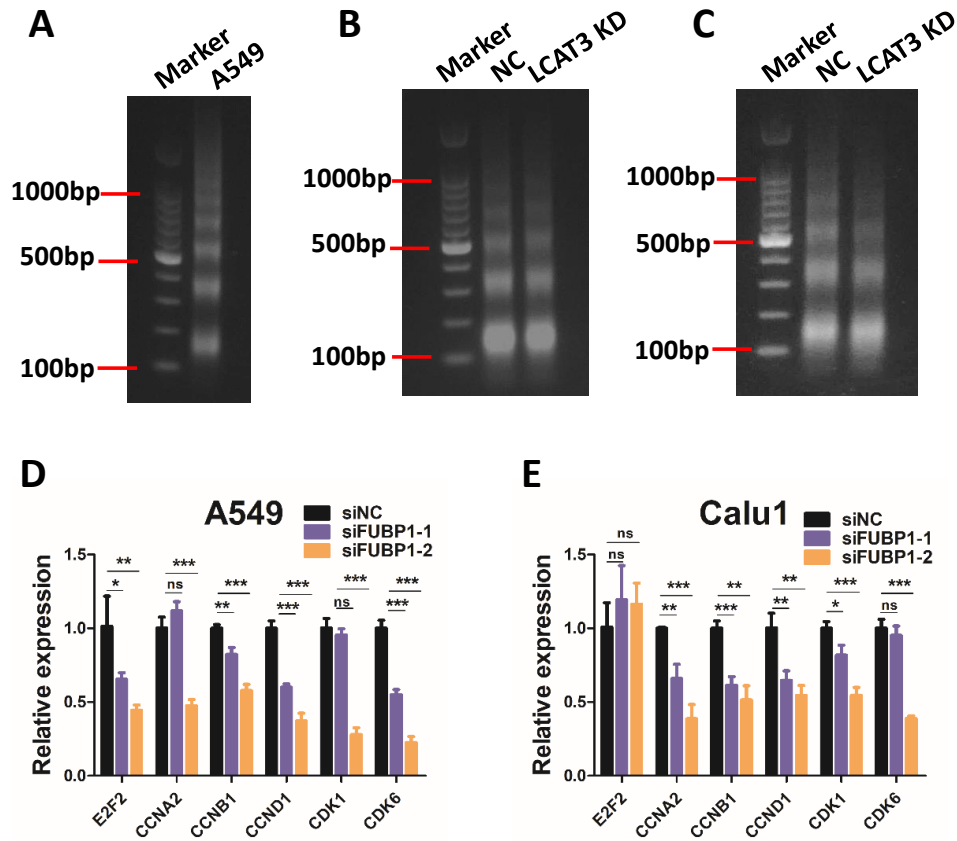 A
Marker
A549
1000bp
500bp
100bp
B
Marker
NC
LCAT3 KD
1000bp
500bp
100bp
C
Marker
NC
LCAT3 KD
1000bp
500bp
100bp
D
A549
siNC
siFUBP1-1
siFUBP1-2
Relative expression
1.5
1.0
0.5
0.0
**
*
***
ns
***
**
***
***
***
ns
***
***
E2F2
CCNA2
CCNB1
CCND1
CDK1
CDK6
E
Calu1
siNC
siFUBP1-1
siFUBP1-2
Relative expression
1.5
1.0
0.5
0.0
ns
ns
***
**
**
***
**
**
***
*
***
ns
E2F2
CCNA2
CCNB1
CCND1
CDK1
CDK6